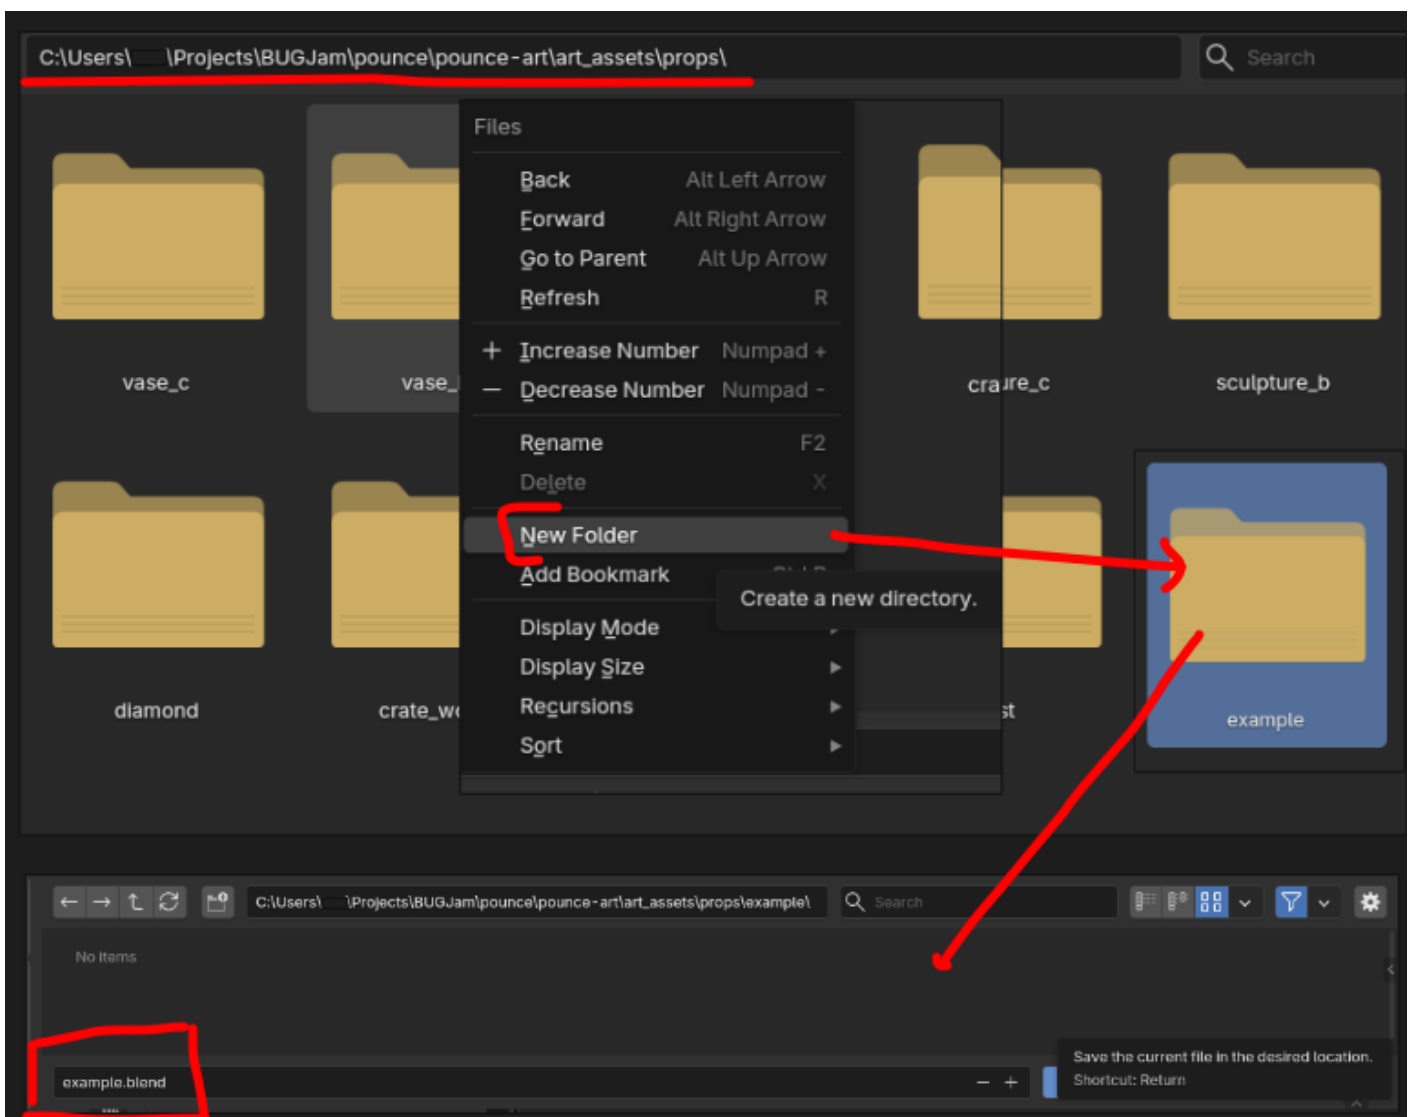 C:\Users\ \Projects\BUGJam\pounce\pounce-art\art_assets\props\
Search
Files
Back Alt Left Arrow
Forward Alt Right Arrow
Go to Parent Alt Up Arrow
Refresh R
+ Increase Number Numpad +
− Decrease Number Numpad -
Rename F2
Delete X
New Folder
Add Bookmark
Create a new directory.
Display Mode
Display Size
Recursions
Sort
vase_c
vase_
sculpture_b
diamond
example
C:\Users\ \Projects\BUGJam\pounce\pounce-art\art_assets\props\example\
Search
No items
Save the current file in the desired location.
Shortcut: Return
example.blend